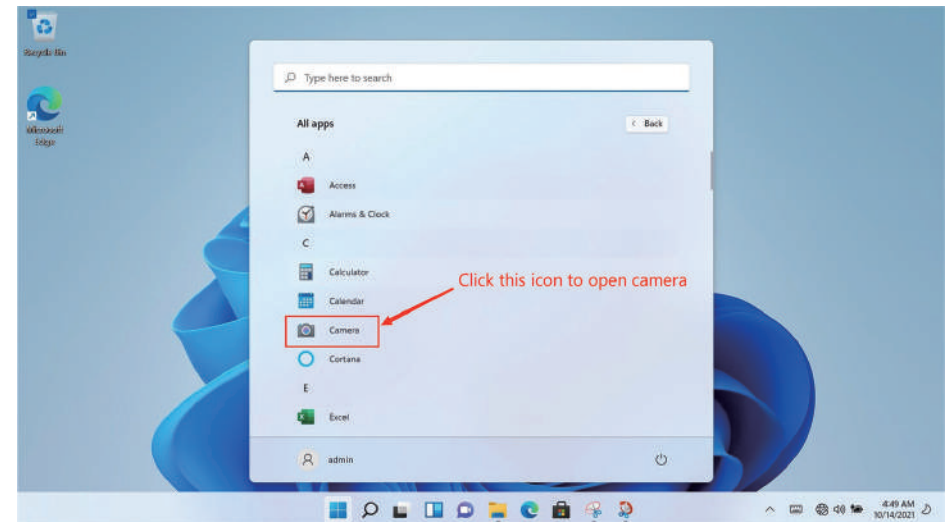 Recycle Bin
Microsoft
Edge
Type here to search
All apps
Back
A
Access
Alarms & Clock
C
Calculator
Click this icon to open camera
Calendar
Camera
Cortana
E
Excel
admin
4:49 AM
10/14/2021